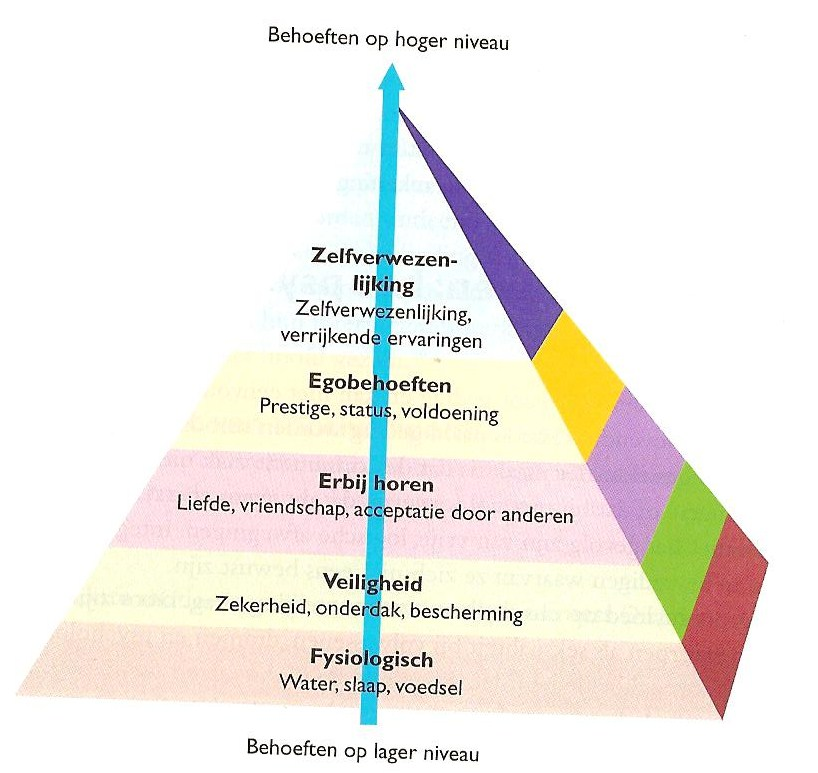 Behoeften op hoger niveau
Zelfverwezen-
lijking
Zelfverwezenlijking,
verrijkende ervaringen
Egobehoeften
Prestige, status, voldoening
Erbij horen
Liefde, vriendschap, acceptatie door anderen
Veiligheid
Zekerheid, onderdak, bescherming
Fysiologisch
Water, slaap, voedsel
Behoeften op lager niveau